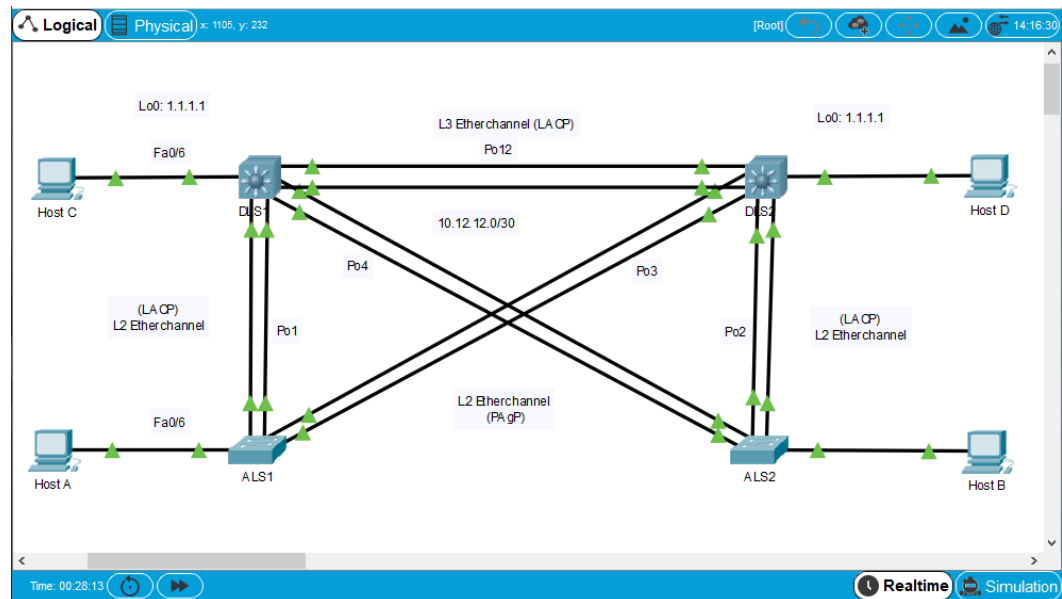 Logical
Physical
x: 1105, y: 232
[Root]
14:16:30
Lo0: 1.1.1.1
L3 Etherchannel (LACP)
Lo0: 1.1.1.1
Fa0/6
Po12
Host C
DLS1
DLS2
Host D
10.12.12.0/30
Po4
Po3
(LACP)
L2 Etherchannel
Po1
Po2
(LACP)
L2 Etherchannel
L2 Etherchannel
(PAgP)
Fa0/6
Host A
ALS1
ALS2
Host B
Time: 00:28:13
Realtime
Simulation